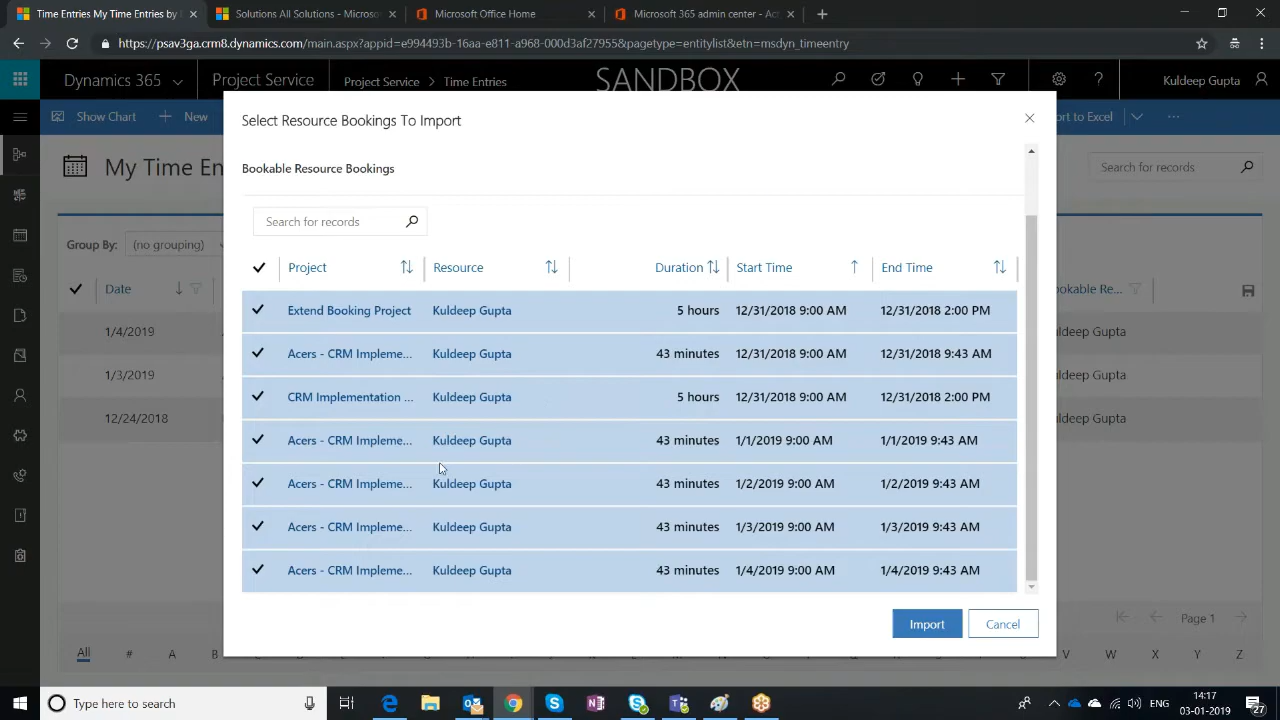 Time Entries My Time Entries by
Solutions All Solutions - Microsoft
Microsoft Office Home
Microsoft 365 admin center - Ac
https://psav3ga.crm8.dynamics.com/main.aspx?appid=e994493b-16aa-e811-a968-000d3af27955&pagetype=entitylist&etn=msdyn_timeentry
Dynamics 365 Project Service Project Service > Time Entries SANDBOX Kuldeep Gupta
Show Chart New ort to Excel
Select Resource Bookings To Import
My Time En Search for records
Bookable Resource Bookings
Search for records
Group By: (no grouping)
Project Resource Duration Start Time End Time
Date ookable Re...
Extend Booking Project Kuldeep Gupta 5 hours 12/31/2018 9:00 AM 12/31/2018 2:00 PM
1/4/2019 uldeep Gupta
Acers - CRM Impleme... Kuldeep Gupta 43 minutes 12/31/2018 9:00 AM 12/31/2018 9:43 AM
1/3/2019 uldeep Gupta
CRM Implementation ... Kuldeep Gupta 5 hours 12/31/2018 9:00 AM 12/31/2018 2:00 PM
12/24/2018 uldeep Gupta
Acers - CRM Impleme... Kuldeep Gupta 43 minutes 1/1/2019 9:00 AM 1/1/2019 9:43 AM
Acers - CRM Impleme... Kuldeep Gupta 43 minutes 1/2/2019 9:00 AM 1/2/2019 9:43 AM
Acers - CRM Impleme... Kuldeep Gupta 43 minutes 1/3/2019 9:00 AM 1/3/2019 9:43 AM
Acers - CRM Impleme... Kuldeep Gupta 43 minutes 1/4/2019 9:00 AM 1/4/2019 9:43 AM
Import Cancel
Page 1
All # A B V W X Y Z
Type here to search
ENG
14:17
03-01-2019
27